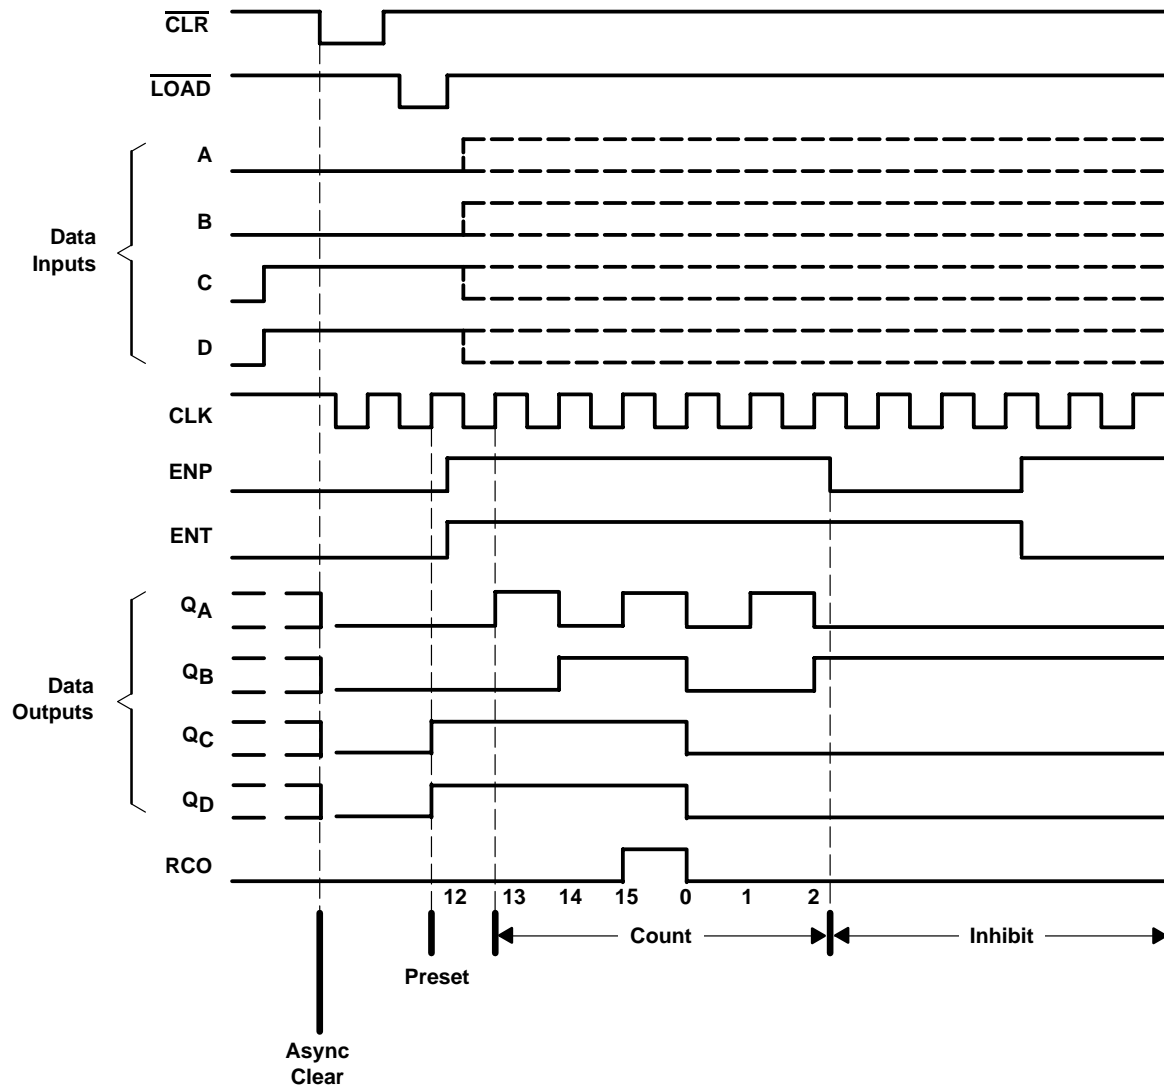 CLR
LOAD
A
B
Data
Inputs
C
D
CLK
ENP
ENT
QA
QB
Data
Outputs
QC
QD
RCO
12 13 14 15 0 1 2
Count Inhibit
Preset
Async
Clear